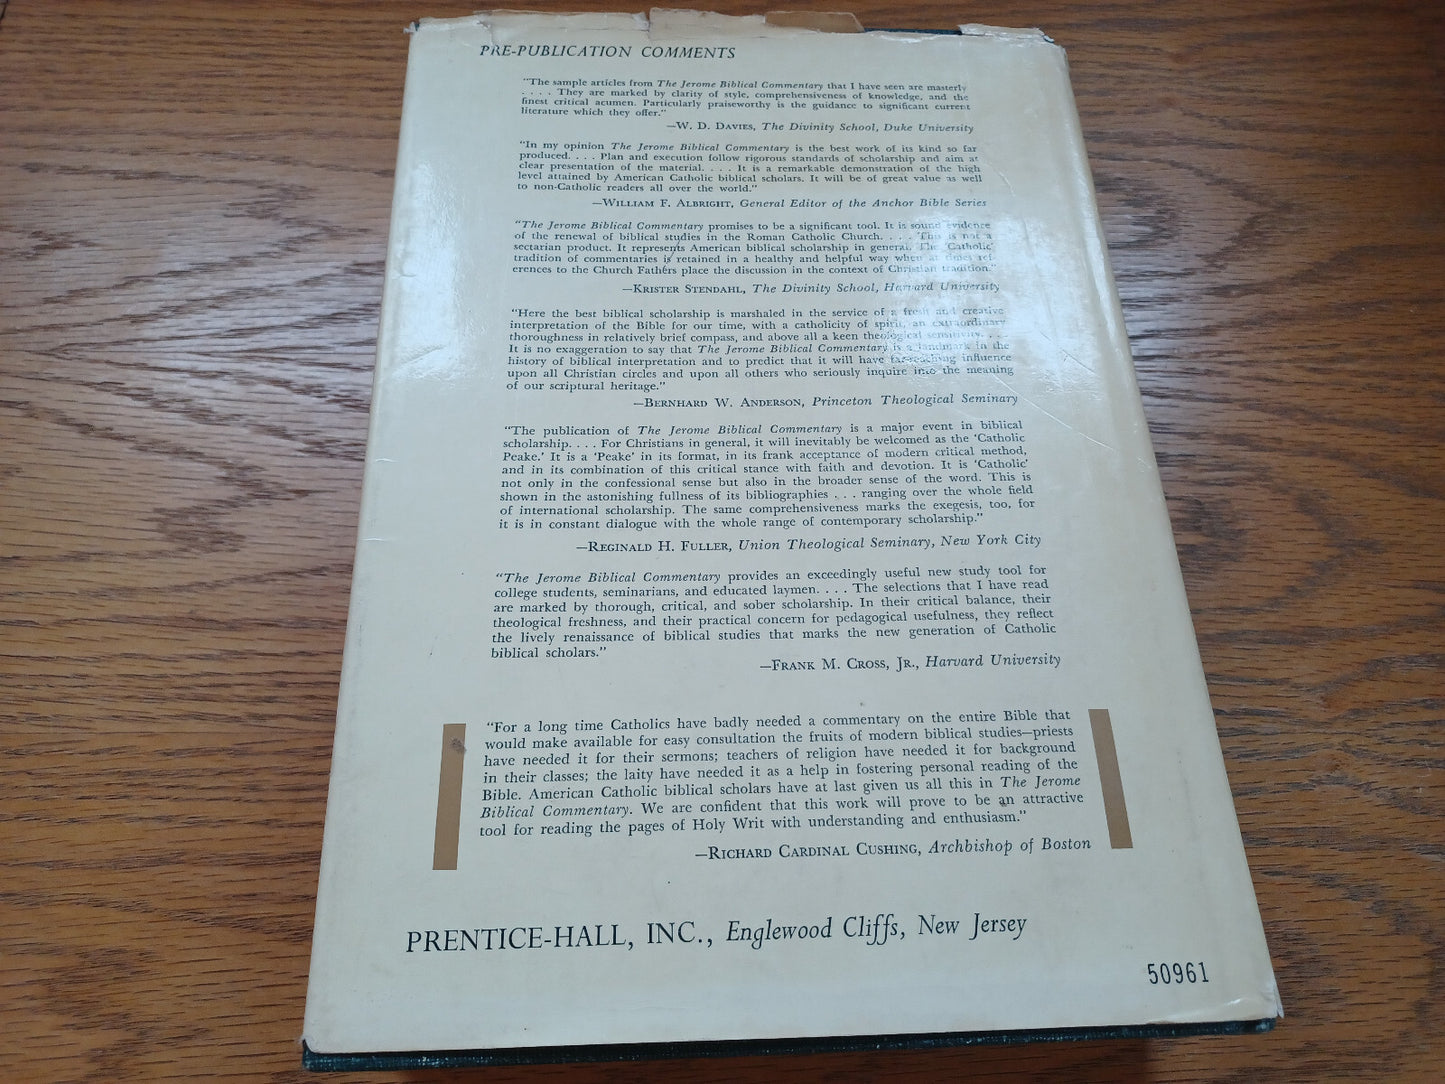 PRE-PUBLICATION COMMENTS
"The sample articles from The Jerome Biblical Commentary that I have seen are masterly
. . . . They are marked by clarity of style, comprehensiveness of knowledge, and the
finest critical acumen. Particularly praiseworthy is the guidance to significant current
literature which they offer."
—W. D. DAVIES, The Divinity School, Duke University
"In my opinion The Jerome Biblical Commentary is the best work of its kind so far
produced. . . . Plan and execution follow rigorous standards of scholarship and aim at
clear presentation of the material. . . . It is a remarkable demonstration of the high
level attained by American Catholic biblical scholars. It will be of great value as well
to non-Catholic readers all over the world."
—WILLIAM F. ALBRIGHT, General Editor of the Anchor Bible Series
"The Jerome Biblical Commentary promises to be a significant tool. It is sound evidence
of the renewal of biblical studies in the Roman Catholic Church. . . . This is not a
sectarian product. It represents American biblical scholarship in general. The 'Catholic'
tradition of commentaries is retained in a healthy and helpful way when at times ref-
erences to the Church Fathers place the discussion in the context of Christian tradition."
—KRISTER STENDAHL, The Divinity School, Harvard University
"Here the best biblical scholarship is marshaled in the service of a fresh and creative
interpretation of the Bible for our time, with a catholicity of spirit, an extraordinary
thoroughness in relatively brief compass, and above all a keen theological sensitivity. . . .
It is no exaggeration to say that The Jerome Biblical Commentary is a landmark in the
history of biblical interpretation and to predict that it will have far-reaching influence
upon all Christian circles and upon all others who seriously inquire into the meaning
of our scriptural heritage."
—BERNHARD W. ANDERSON, Princeton Theological Seminary
"The publication of The Jerome Biblical Commentary is a major event in biblical
scholarship. . . . For Christians in general, it will inevitably be welcomed as the 'Catholic
Peake.' It is a 'Peake' in its format, in its frank acceptance of modern critical method,
and in its combination of this critical stance with faith and devotion. It is 'Catholic'
not only in the confessional sense but also in the broader sense of the word. This is
shown in the astonishing fullness of its bibliographies . . . ranging over the whole field
of international scholarship. The same comprehensiveness marks the exegesis, too, for
it is in constant dialogue with the whole range of contemporary scholarship."
—REGINALD H. FULLER, Union Theological Seminary, New York City
"The Jerome Biblical Commentary provides an exceedingly useful new study tool for
college students, seminarians, and educated laymen. . . . The selections that I have read
are marked by thorough, critical, and sober scholarship. In their critical balance, their
theological freshness, and their practical concern for pedagogical usefulness, they reflect
the lively renaissance of biblical studies that marks the new generation of Catholic
biblical scholars."
—FRANK M. CROSS, JR., Harvard University
"For a long time Catholics have badly needed a commentary on the entire Bible that
would make available for easy consultation the fruits of modern biblical studies—priests
have needed it for their sermons; teachers of religion have needed it for background
in their classes; the laity have needed it as a help in fostering personal reading of the
Bible. American Catholic biblical scholars have at last given us all this in The Jerome
Biblical Commentary. We are confident that this work will prove to be an attractive
tool for reading the pages of Holy Writ with understanding and enthusiasm."
—RICHARD CARDINAL CUSHING, Archbishop of Boston
PRENTICE-HALL, INC., Englewood Cliffs, New Jersey
50961